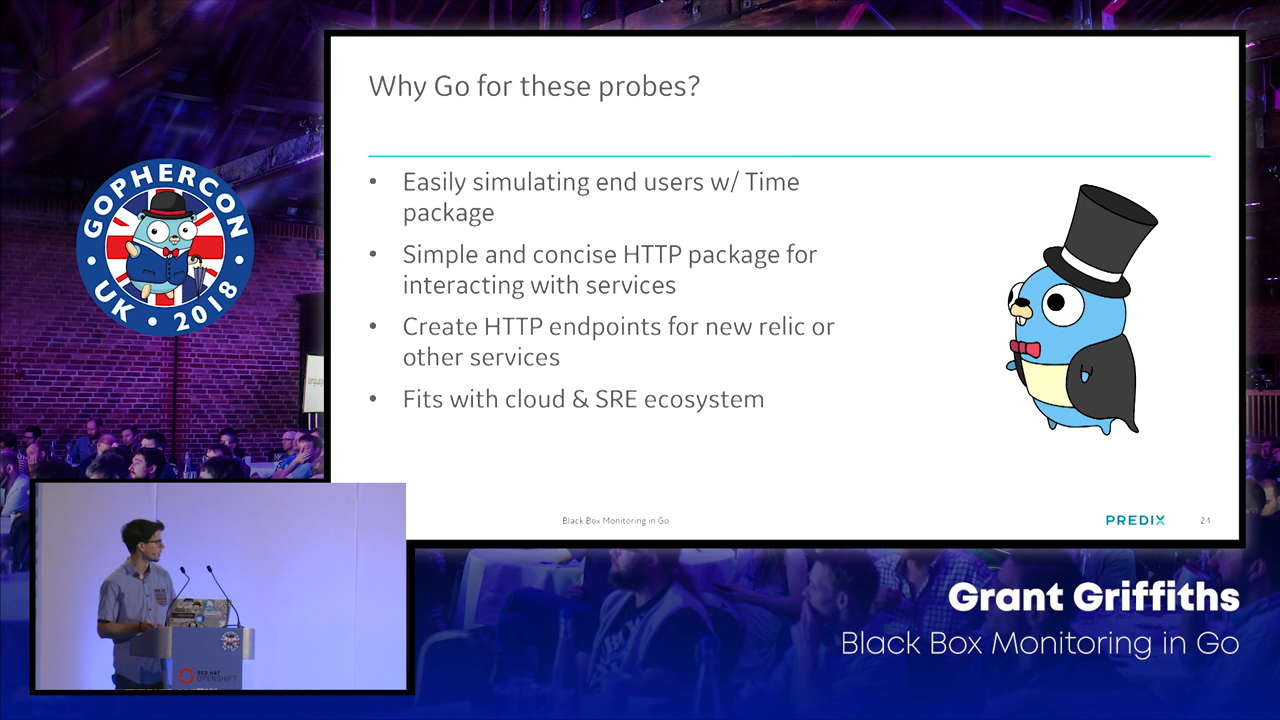 Why Go for these probes?
• Easily simulating end users w/ Time
package
• Simple and concise HTTP package for
interacting with services
• Create HTTP endpoints for new relic or
other services
• Fits with cloud & SRE ecosystem
Black Box Monitoring in Go
PREDIX
24
GOPHERCON
• UK • 2018 •
RED HAT
OPENSHIFT
Grant Griffiths
Black Box Monitoring in Go